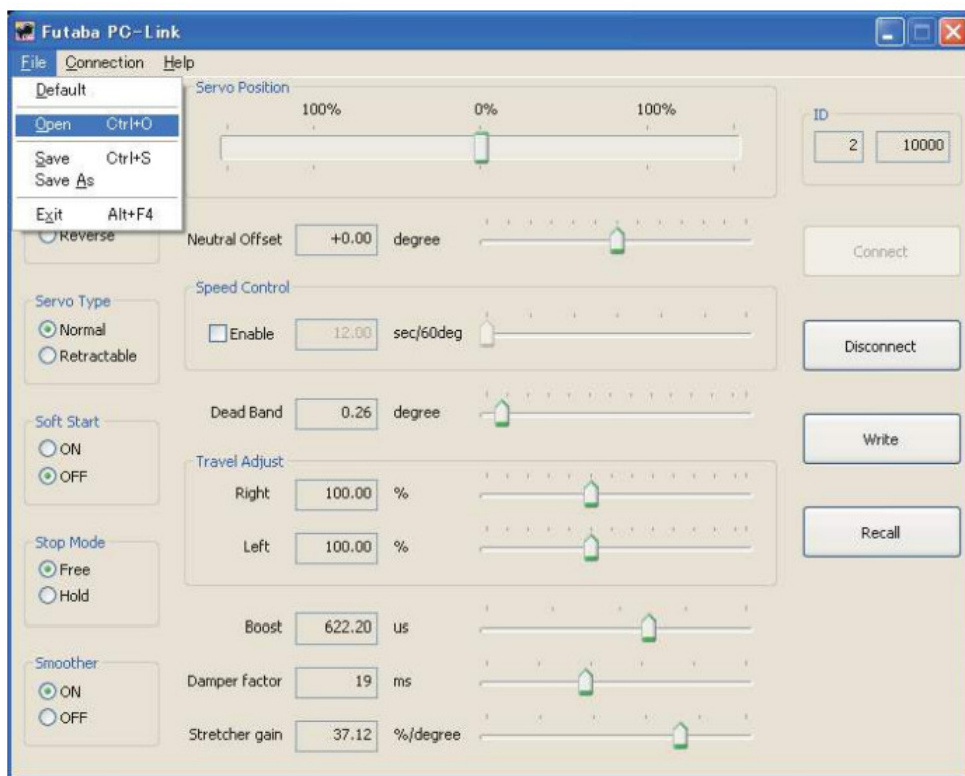 Futaba PC-Link
File Connection Help
Default
Open Ctrl+O
Save Ctrl+S
Save As
Exit Alt+F4
Reverse
Servo Type
Normal
Retractable
Soft Start
ON
OFF
Stop Mode
Free
Hold
Smoother
ON
OFF
Servo Position
100% 0% 100%
Neutral Offset +0.00 degree
Speed Control
Enable 12.00 sec/60deg
Dead Band 0.26 degree
Travel Adjust
Right 100.00 %
Left 100.00 %
Boost 622.20 us
Damper factor 19 ms
Stretcher gain 37.12 %/degree
ID
2 10000
Connect
Disconnect
Write
Recall